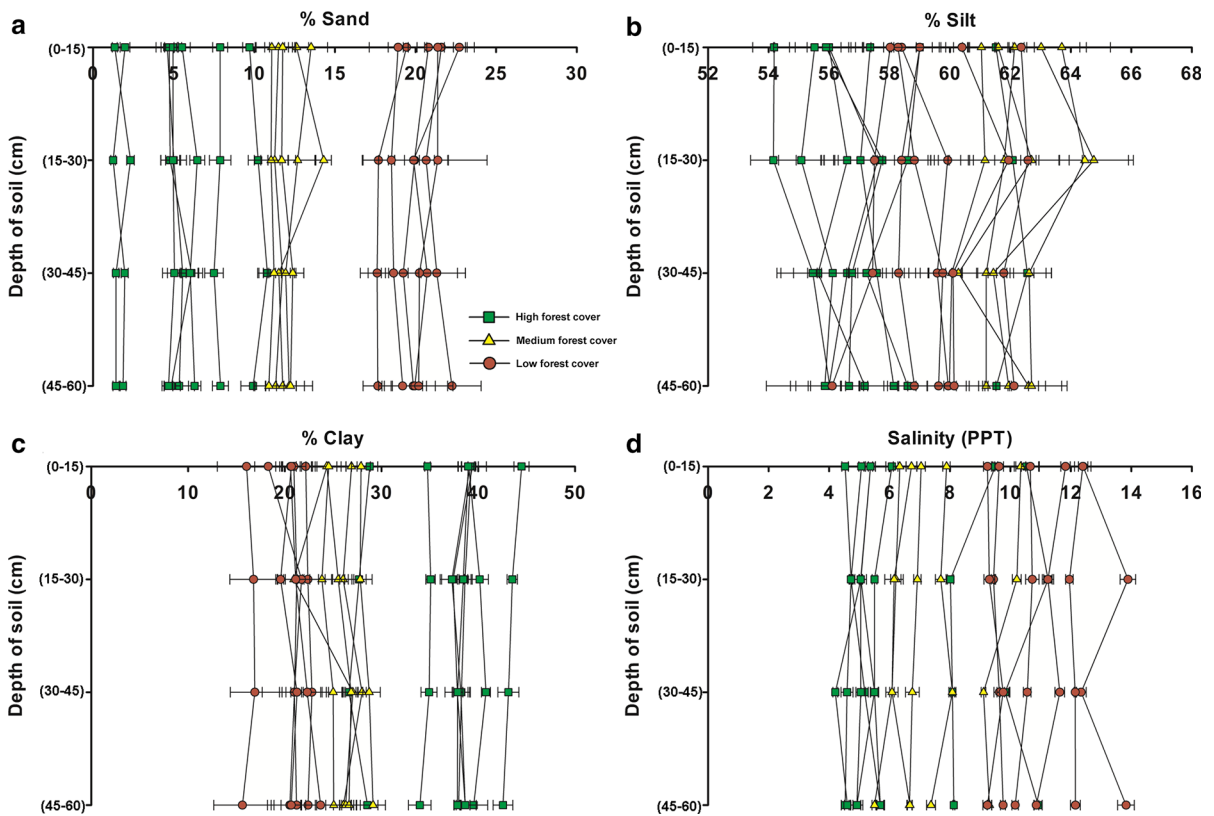 a
% Sand
(0-15)
0 5 10 15 20 25 30
(15-30)
(30-45)
(45-60)
Depth of soil (cm)
High forest cover
Medium forest cover
Low forest cover
b
% Silt
(0-15)
52 54 56 58 60 62 64 66 68
(15-30)
(30-45)
(45-60)
Depth of soil (cm)
c
% Clay
(0-15)
0 10 20 30 40 50
(15-30)
(30-45)
(45-60)
Depth of soil (cm)
d
Salinity (PPT)
(0-15)
0 2 4 6 8 10 12 14 16
(15-30)
(30-45)
(45-60)
Depth of soil (cm)